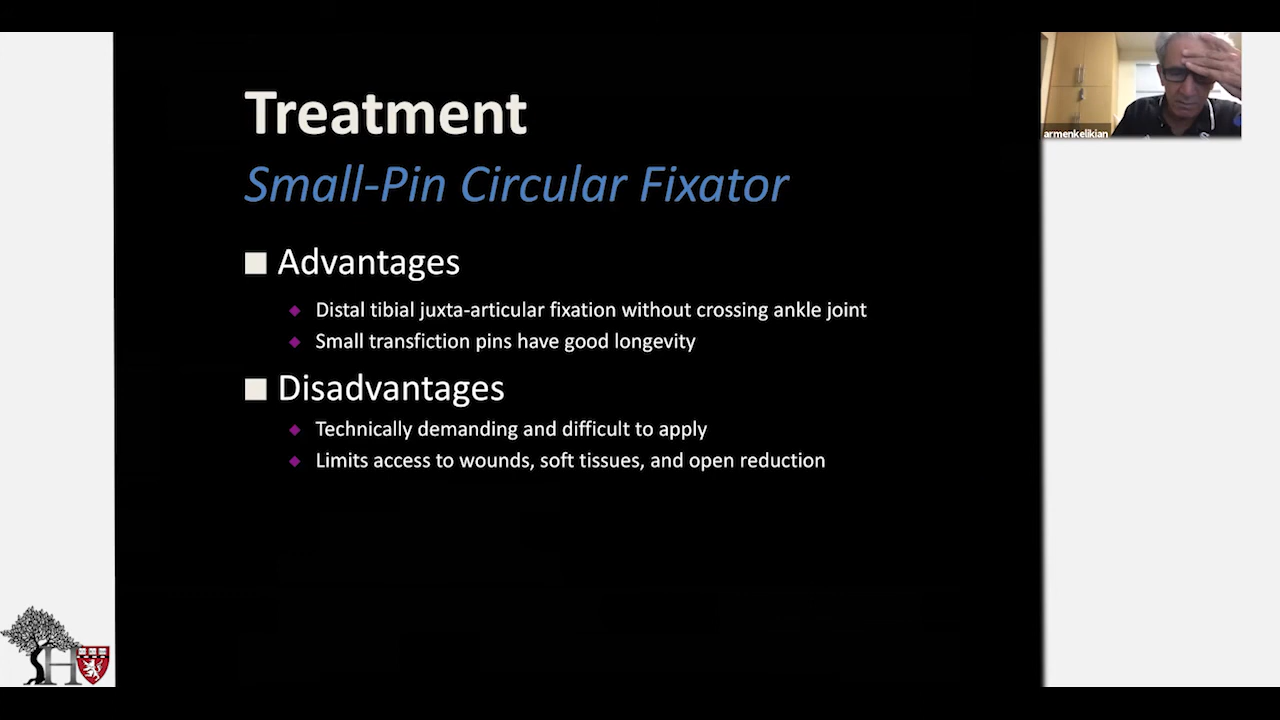 Treatment
Small-Pin Circular Fixator
Advantages
Distal tibial juxta-articular fixation without crossing ankle joint
Small transfiction pins have good longevity
Disadvantages
Technically demanding and difficult to apply
Limits access to wounds, soft tissues, and open reduction
armenkelikian
H